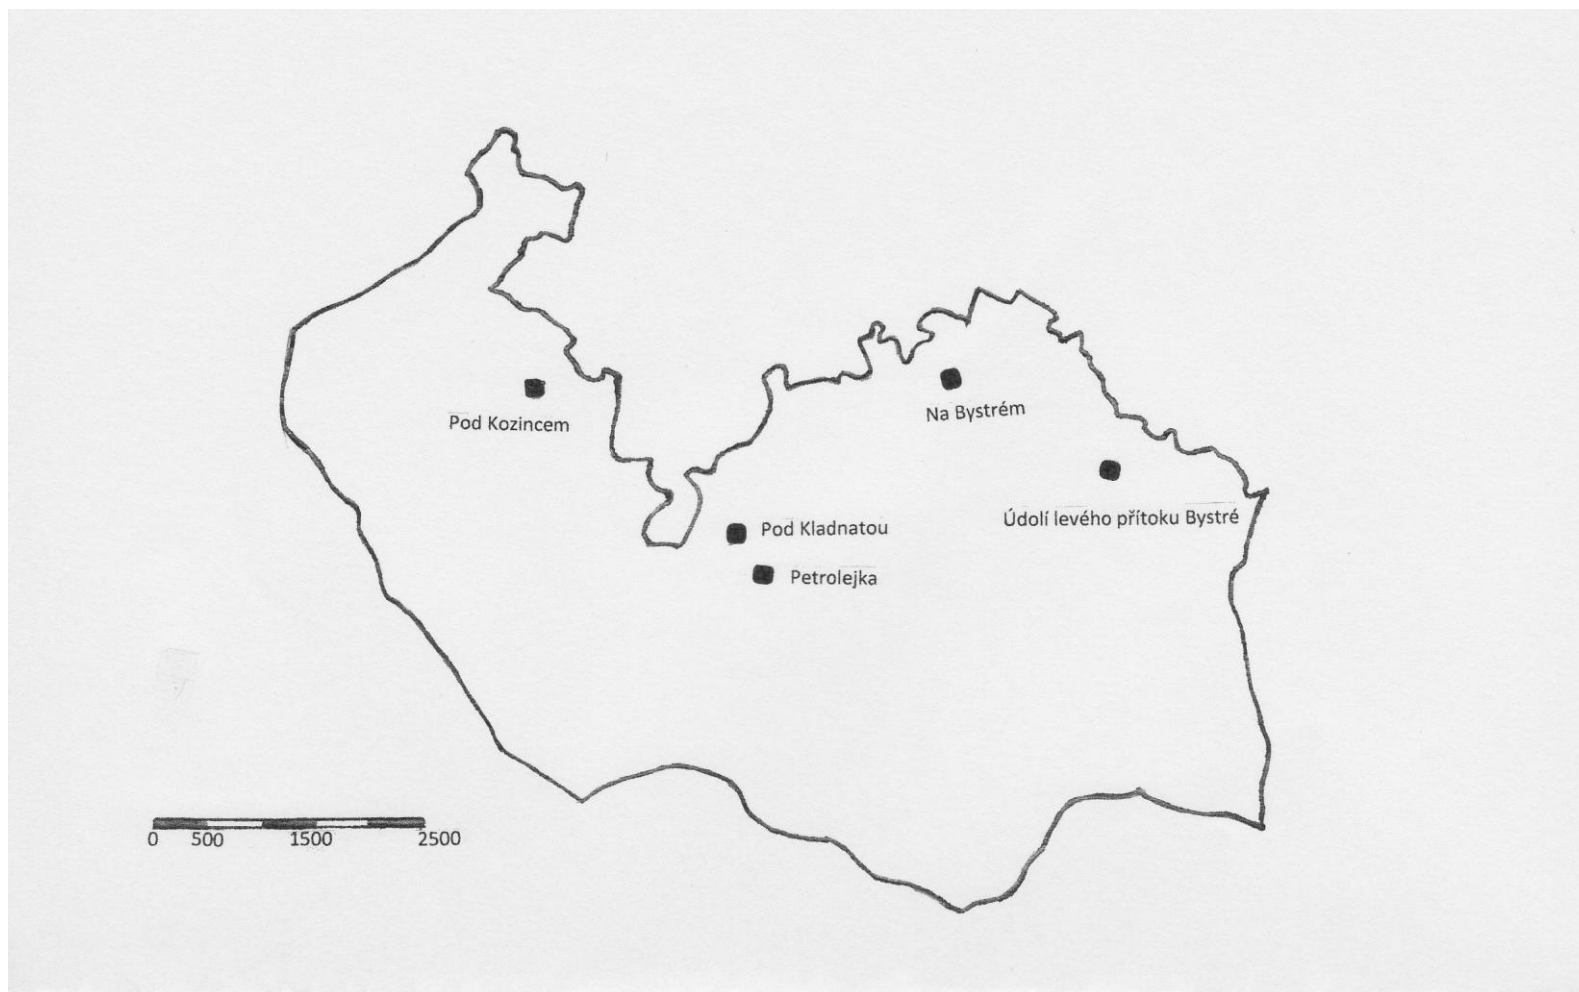 Pod Kozincem
Na Bystrém
Údolí levého přítoku Bystré
Pod Kladnatou
Petrolejka
0 500 1500 2500